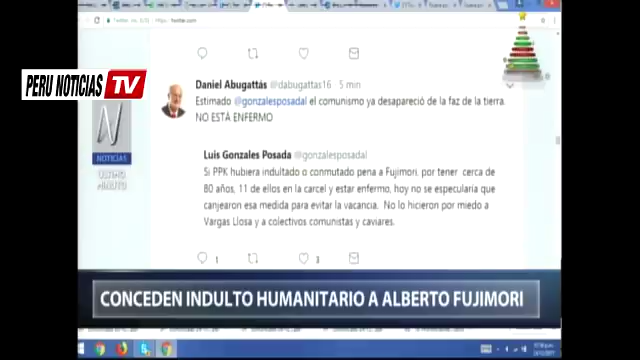 PERU NOTICIAS TV
N
NOTICIAS
ÚLTIMO
MINUTO
Daniel Abugattás @dabugattas16 5 min
Estimado @gonzalesposadal el comunismo ya desapareció de la faz de la tierra.
NO ESTÁ ENFERMO
Luis Gonzales Posada @gonzalesposadal
Si PPK hubiera indultado o conmutado pena a Fujimori, por tener cerca de
80 años, 11 de ellos en la carcel y estar enfermo, hoy no se especularia que
canjearon esa medida para evitar la vacancia. No lo hicieron por miedo a
Vargas Llosa y a colectivos comunistas y caviares.
1 3
CONCEDEN INDULTO HUMANITARIO A ALBERTO FUJIMORI